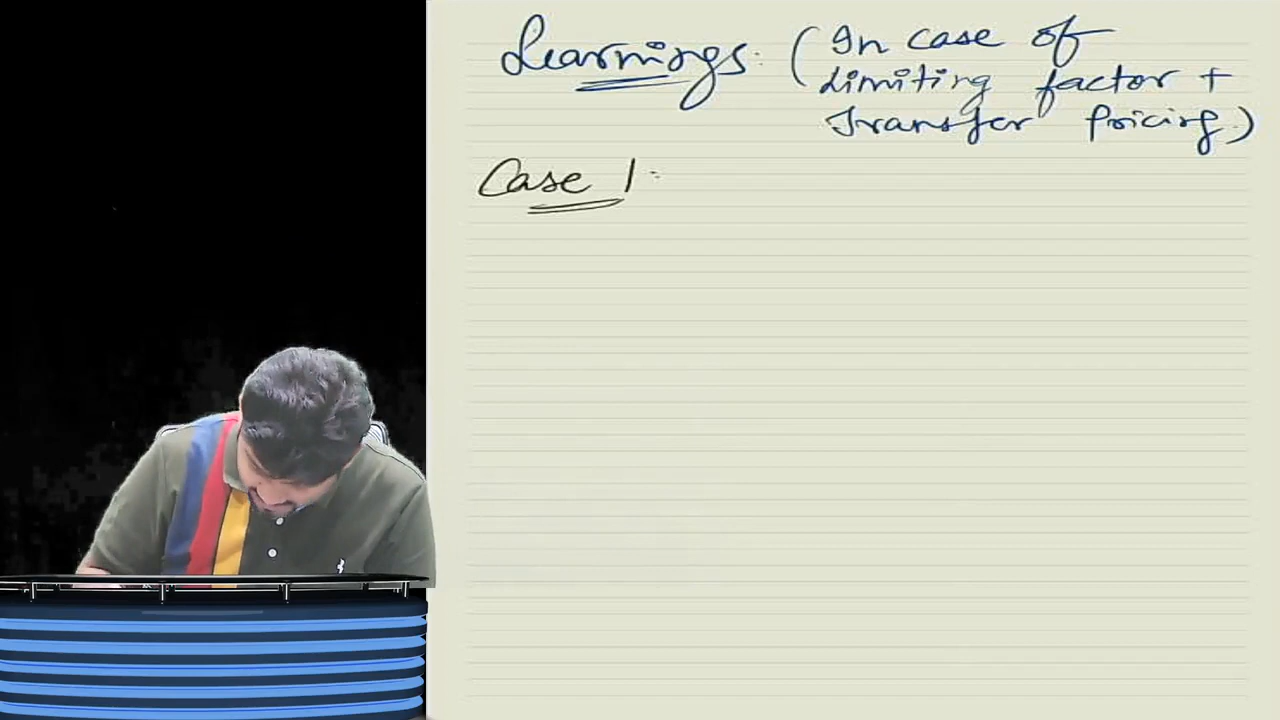 Learnings: (In case of
Limiting factor +
Transfer Pricing)
Case 1: